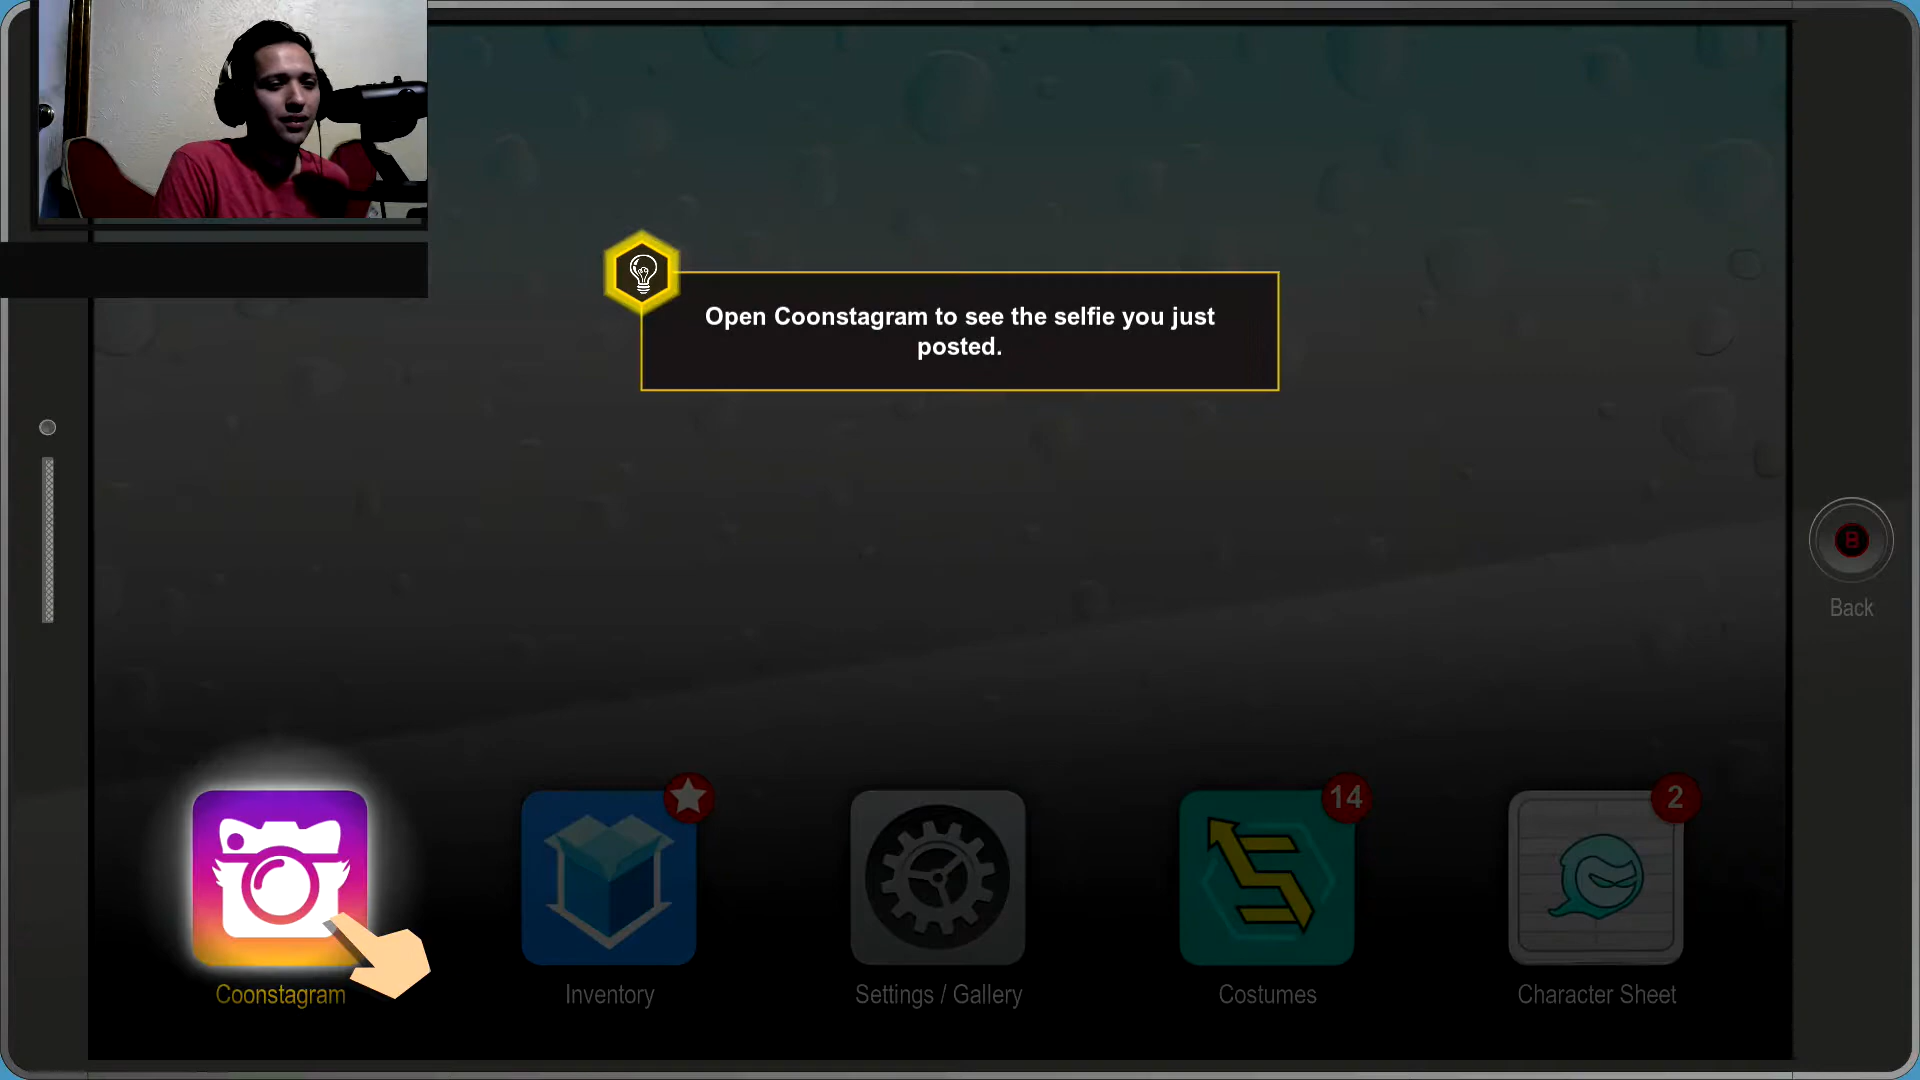 Open Coonstagram to see the selfie you just
posted.
B
Back
14
2
Coonstagram
Inventory
Settings / Gallery
Costumes
Character Sheet